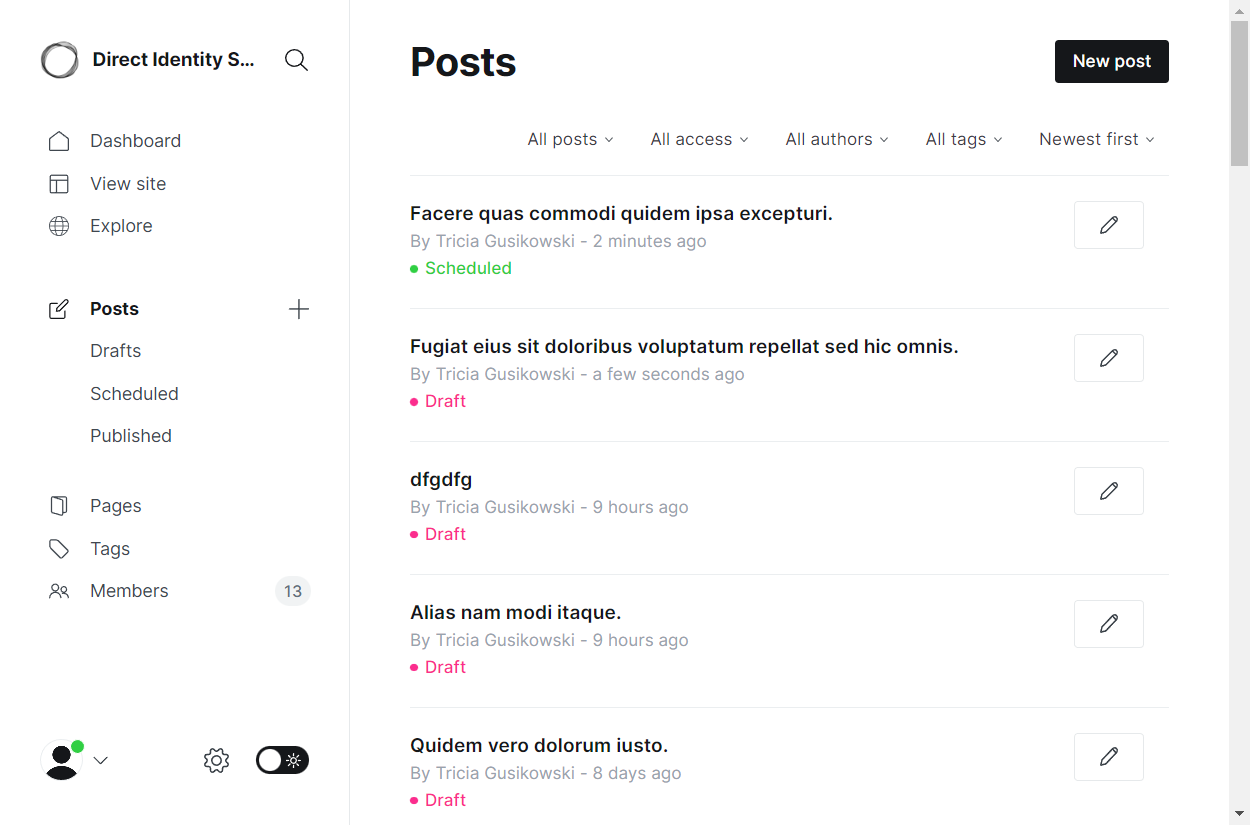 Direct Identity S...
Dashboard
View site
Explore
Posts
Drafts
Scheduled
Published
Pages
Tags
Members
13
Posts
New post
All posts
All access
All authors
All tags
Newest first
Facere quas commodi quidem ipsa excepturi.
By Tricia Gusikowski - 2 minutes ago
Scheduled
Fugiat eius sit doloribus voluptatum repellat sed hic omnis.
By Tricia Gusikowski - a few seconds ago
Draft
dfgdfg
By Tricia Gusikowski - 9 hours ago
Draft
Alias nam modi itaque.
By Tricia Gusikowski - 9 hours ago
Draft
Quidem vero dolorum iusto.
By Tricia Gusikowski - 8 days ago
Draft